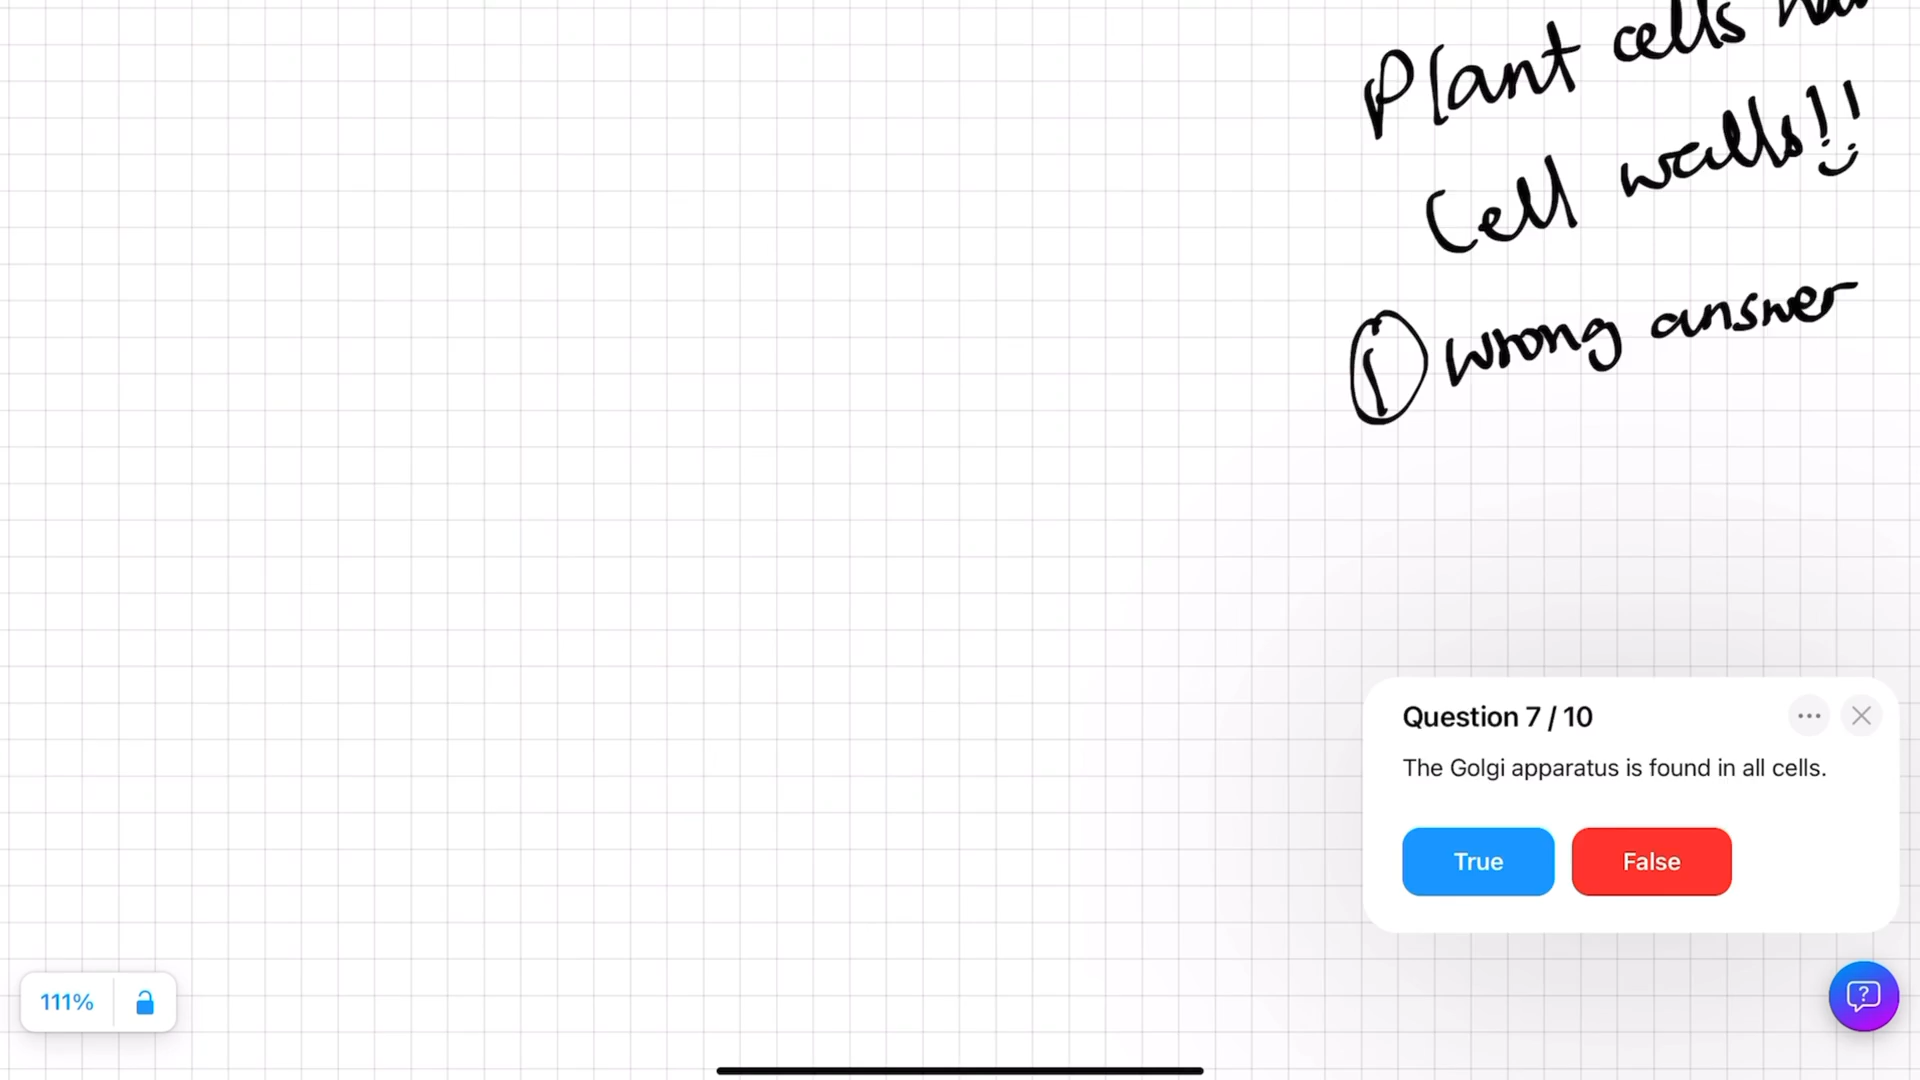 Plant cells
Cell walls!!
1 wrong answer
Question 7 / 10
The Golgi apparatus is found in all cells.
True
False
111%